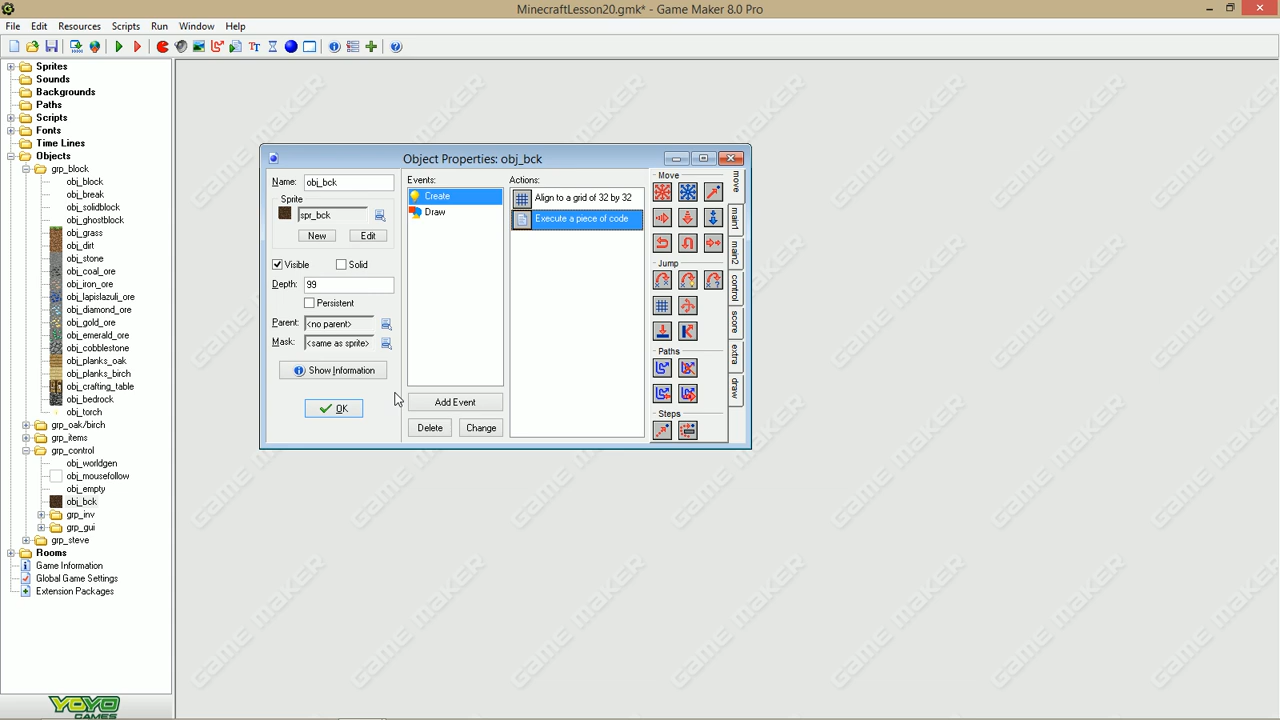 MinecraftLesson20.gmk* - Game Maker 8.0 Pro
File Edit Resources Scripts Run Window Help
Sprites
Sounds
Backgrounds
Paths
Scripts
Fonts
Time Lines
Objects
grp_block
obj_block
obj_break
obj_solidblock
obj_ghostblock
obj_grass
obj_dirt
obj_stone
obj_coal_ore
obj_iron_ore
obj_lapislazuli_ore
obj_diamond_ore
obj_gold_ore
obj_emerald_ore
obj_cobblestone
obj_planks_oak
obj_planks_birch
obj_crafting_table
obj_bedrock
obj_torch
grp_oak/birch
grp_items
grp_control
obj_worldgen
obj_mousefollow
obj_empty
obj_bck
grp_inv
grp_gui
grp_steve
Rooms
Game Information
Global Game Settings
Extension Packages
YOYO
GAMES
Object Properties: obj_bck
Name: obj_bck
Sprite
spr_bck
New Edit
Visible Solid
Depth: 99
Persistent
Parent: <no parent>
Mask: <same as sprite>
Show Information
OK
Events:
Create
Draw
Add Event
Delete Change
Actions:
Align to a grid of 32 by 32
Execute a piece of code
Move
Jump
Paths
Steps
move
main1
main2
control
score
extra
draw
GAME MAKER